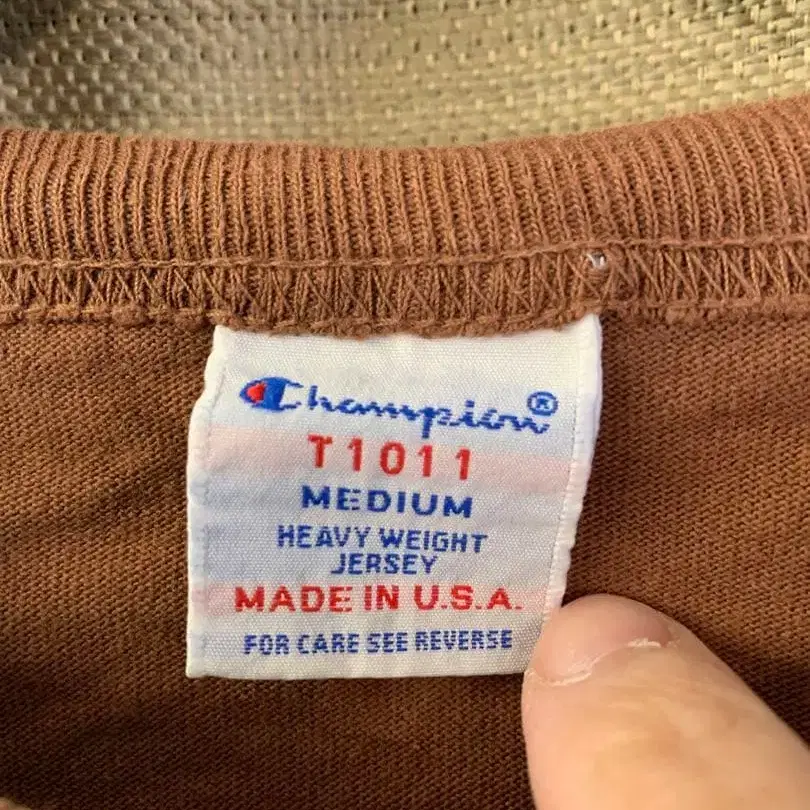 Champion®
T1011
MEDIUM
HEAVY WEIGHT
JERSEY
MADE IN U.S.A.
FOR CARE SEE REVERSE